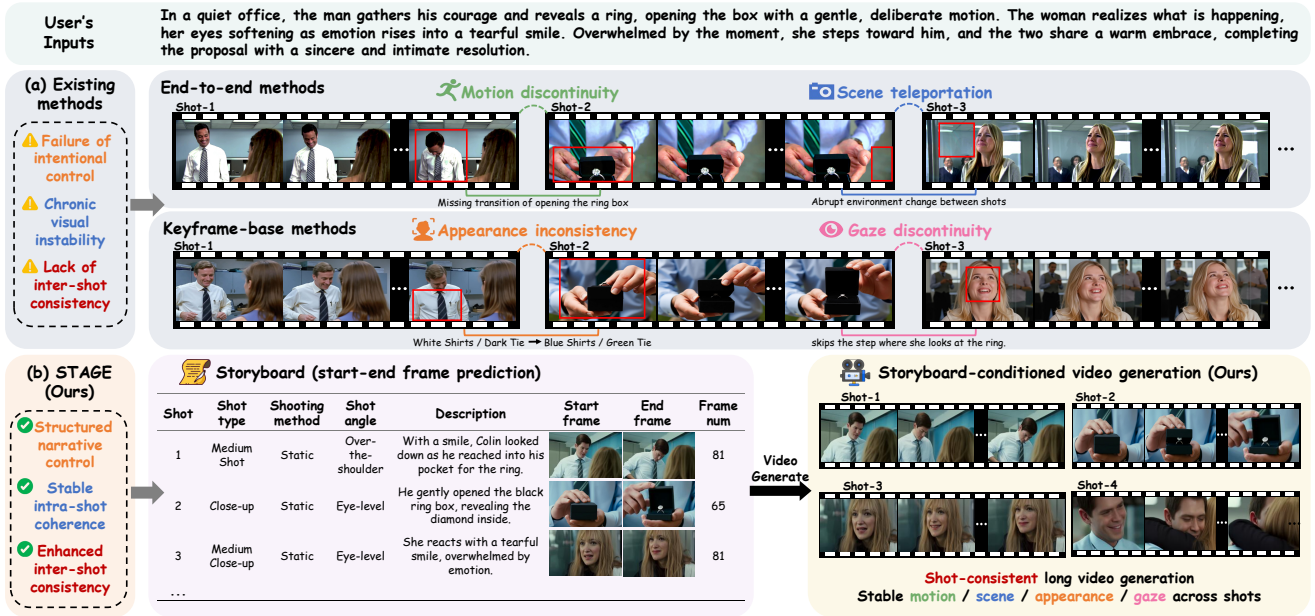 User's
Inputs
In a quiet office, the man gathers his courage and reveals a ring, opening the box with a gentle, deliberate motion. The woman realizes what is happening,
her eyes softening as emotion rises into a tearful smile. Overwhelmed by the moment, she steps toward him, and the two share a warm embrace, completing
the proposal with a sincere and intimate resolution.
(a) Existing
methods
Failure of
intentional
control
Chronic
visual
instability
Lack of
inter-shot
consistency
End-to-end methods
Motion discontinuity
Scene teleportation
Shot-1
Shot-2
Shot-3
...
...
...
...
Missing transition of opening the ring box
Abrupt environment change between shots
Keyframe-base methods
Appearance inconsistency
Gaze discontinuity
Shot-1
Shot-2
Shot-3
...
...
...
...
White Shirts / Dark Tie → Blue Shirts / Green Tie
skips the step where she looks at the ring.
(b) STAGE
(Ours)
Structured
narrative
control
Stable
intra-shot
coherence
Enhanced
inter-shot
consistency
Storyboard (start-end frame prediction)
Shot
Shot
type
Shooting
method
Shot
angle
Description
Start
frame
End
frame
Frame
num
1
Medium
Shot
Static
Over-
the-
shoulder
With a smile, Colin looked
down as he reached into his
pocket for the ring.
81
2
Close-up
Static
Eye-level
He gently opened the black
ring box, revealing the
diamond inside.
65
3
Medium
Close-up
Static
Eye-level
She reacts with a tearful
smile, overwhelmed by
emotion.
81
...
Video
Generate
Storyboard-conditioned video generation (Ours)
Shot-1
Shot-2
...
...
Shot-3
Shot-4
...
...
Shot-consistent long video generation
Stable motion / scene / appearance / gaze across shots